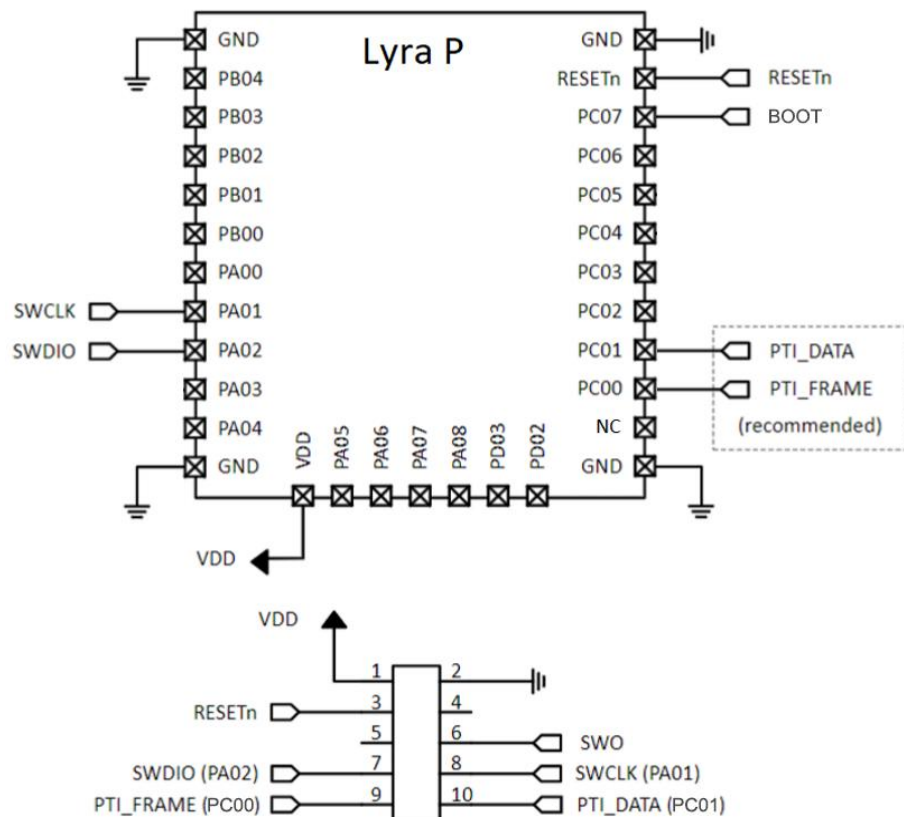 Lyra P
GND GND
PB04 RESETn RESETn
PB03 PC07 BOOT
PB02 PC06
PB01 PC05
PB00 PC04
PA00 PC03
SWCLK PA01 PC02
SWDIO PA02 PC01 PTI_DATA
PA03 PC00 PTI_FRAME
PA04 NC (recommended)
GND VDD PA05 PA06 PA07 PA08 PD03 PD02 GND
VDD
VDD
1 2
RESETn 3 4
5 6 SWO
SWDIO (PA02) 7 8 SWCLK (PA01)
PTI_FRAME (PC00) 9 10 PTI_DATA (PC01)